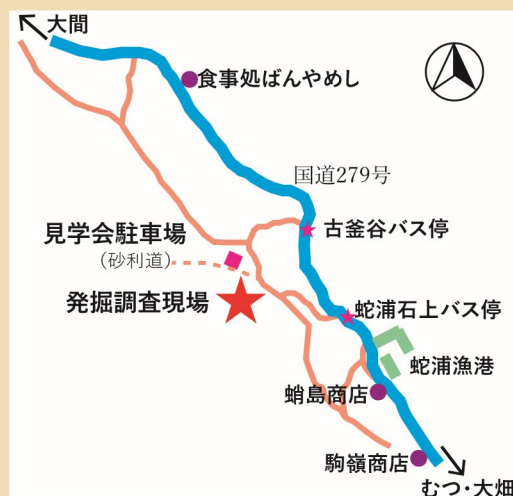 大間
食事処ばんやめし
国道279号
古釜谷バス停
見学会駐車場
(砂利道)
発掘調査現場
蛇浦石上バス停
蛇浦漁港
蛸島商店
駒嶺商店
むつ・大畑